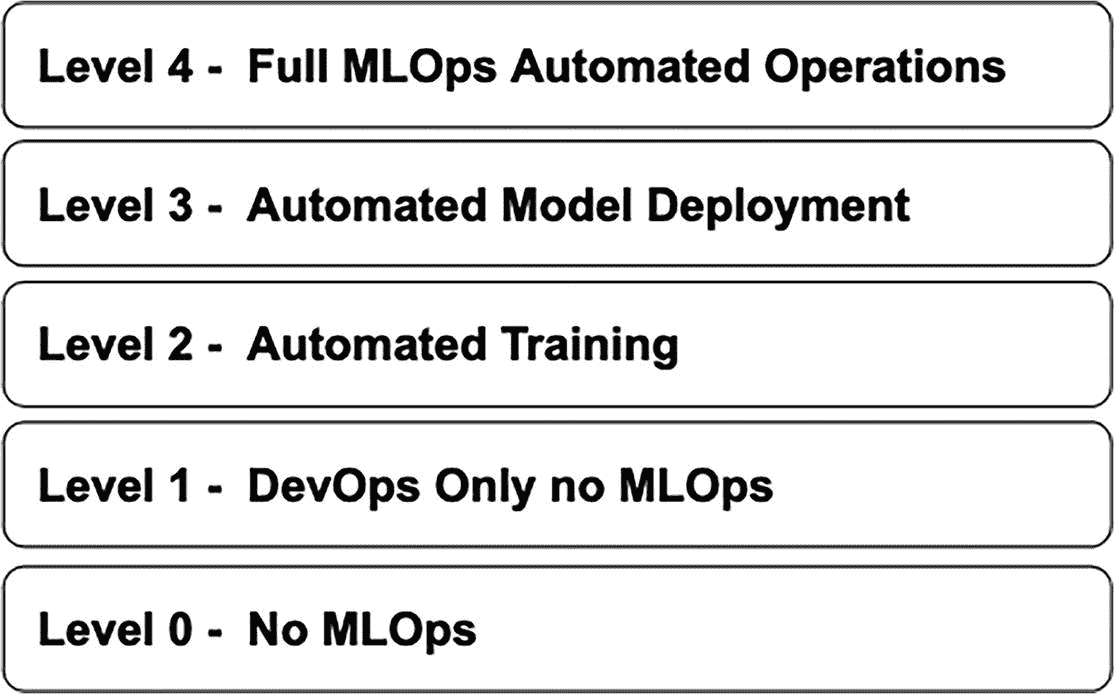 Level 4 - Full MLOps Automated Operations
Level 3 - Automated Model Deployment
Level 2 - Automated Training
Level 1 - DevOps Only no MLOps
Level 0 - No MLOps